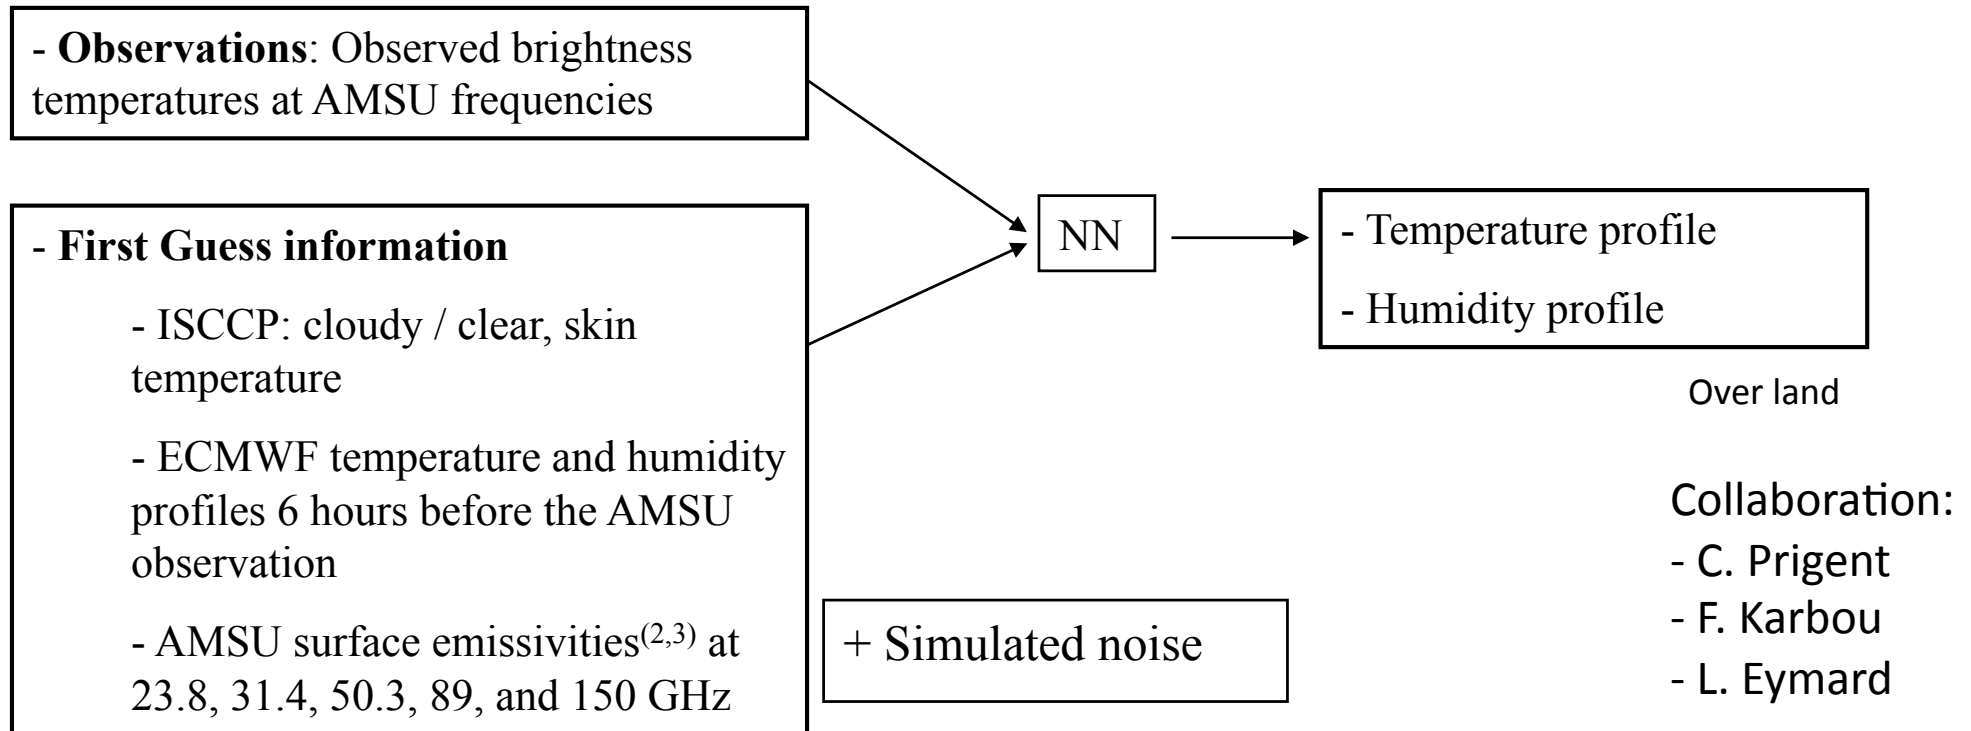 - Observations: Observed brightness
temperatures at AMSU frequencies
- First Guess information
- ISCCP: cloudy / clear, skin
temperature
- ECMWF temperature and humidity
profiles 6 hours before the AMSU
observation
- AMSU surface emissivities(2,3) at
23.8, 31.4, 50.3, 89, and 150 GHz
+ Simulated noise
NN
- Temperature profile
- Humidity profile
Over land
Collaboration:
- C. Prigent
- F. Karbou
- L. Eymard